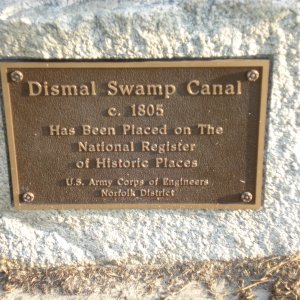 Dismal Swamp Canal
c. 1805
Has Been Placed on The
National Register
of Historic Places
U.S. Army Corps of Engineers
Norfolk District